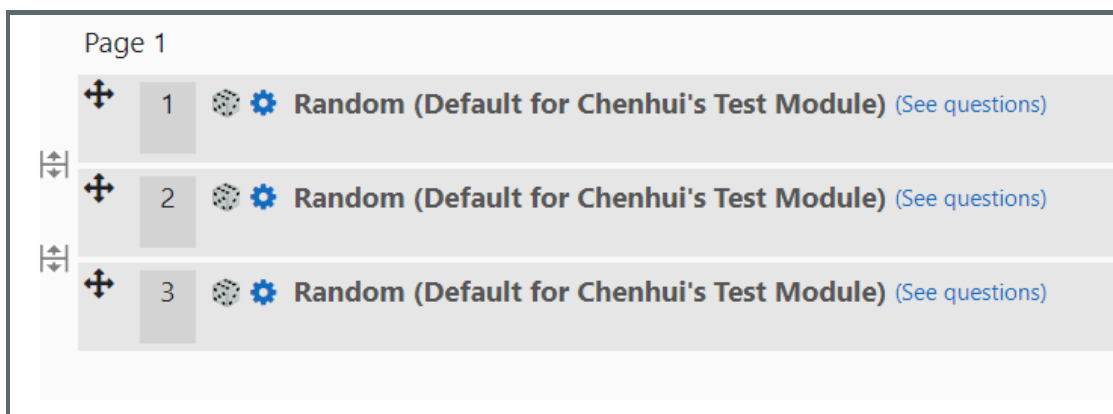 Page 1
1 Random (Default for Chenhui's Test Module) (See questions)
2 Random (Default for Chenhui's Test Module) (See questions)
3 Random (Default for Chenhui's Test Module) (See questions)